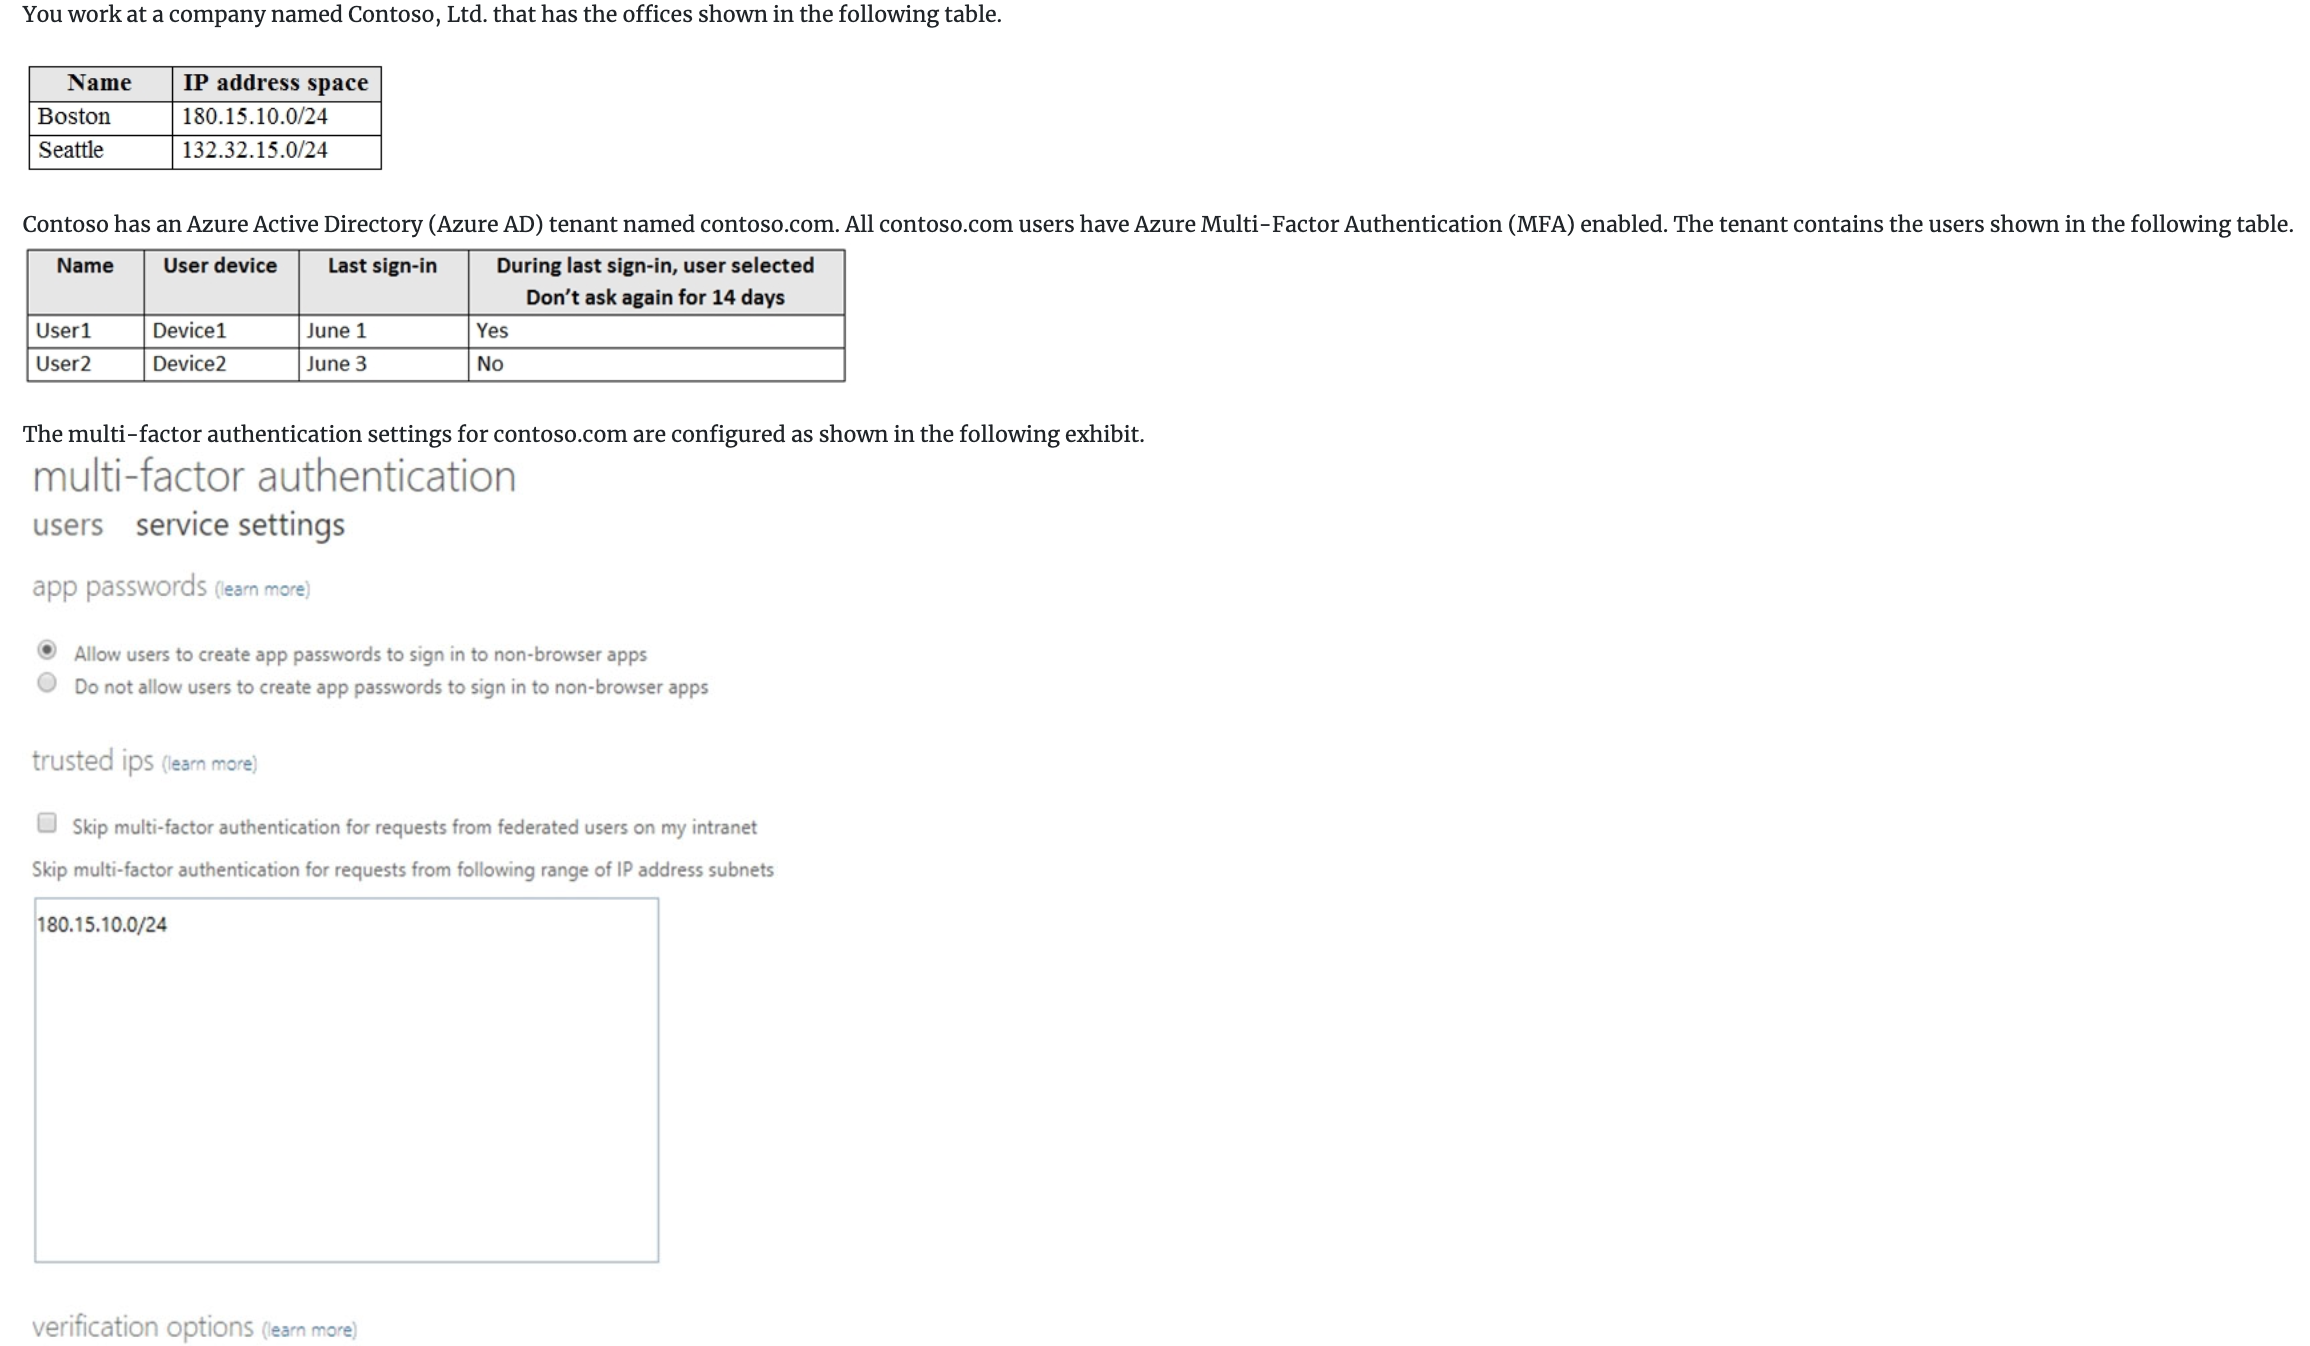 You work at a company named Contoso, Ltd. that has the offices shown in the following table.
Name IP address space
Boston 180.15.10.0/24
Seattle 132.32.15.0/24
Contoso has an Azure Active Directory (Azure AD) tenant named contoso.com. All contoso.com users have Azure Multi-Factor Authentication (MFA) enabled. The tenant contains the users shown in the following table.
Name User device Last sign-in During last sign-in, user selected
Don't ask again for 14 days
User1 Device1 June 1 Yes
User2 Device2 June 3 No
The multi-factor authentication settings for contoso.com are configured as shown in the following exhibit.
multi-factor authentication
users service settings
app passwords (learn more)
Allow users to create app passwords to sign in to non-browser apps
Do not allow users to create app passwords to sign in to non-browser apps
trusted ips (learn more)
Skip multi-factor authentication for requests from federated users on my intranet
Skip multi-factor authentication for requests from following range of IP address subnets
180.15.10.0/24
verification options (learn more)